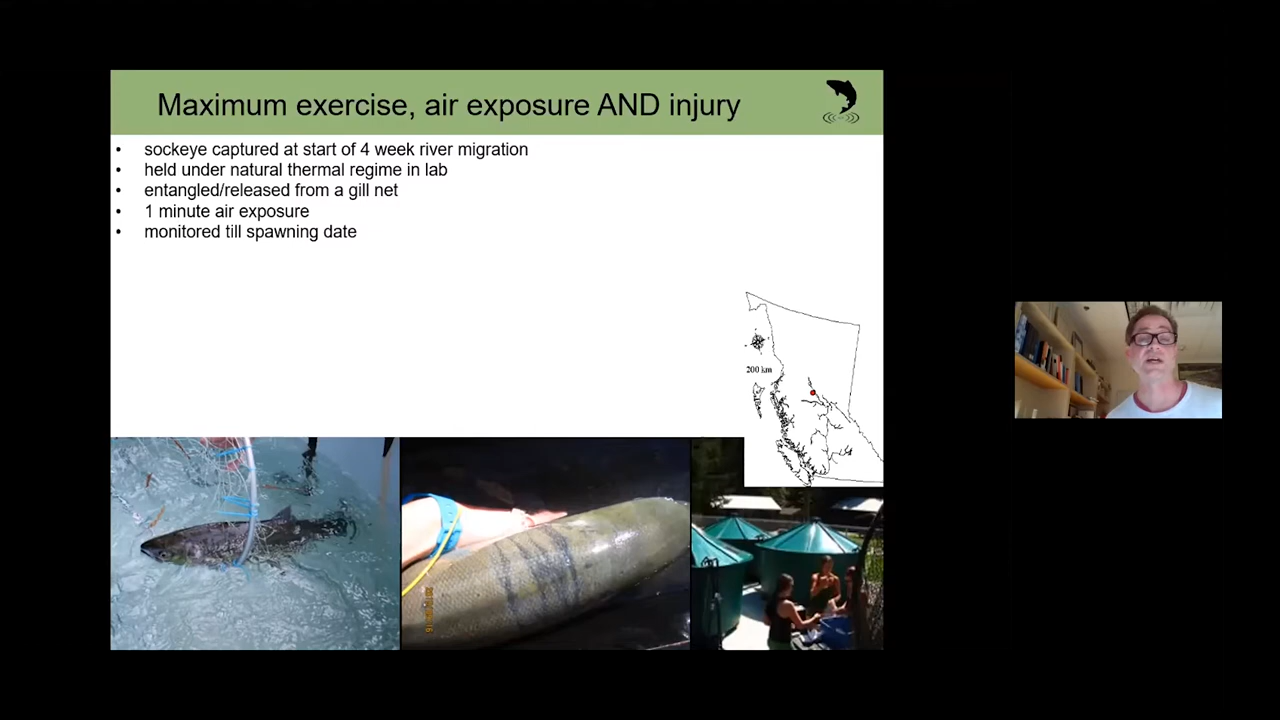 Maximum exercise, air exposure AND injury
• sockeye captured at start of 4 week river migration
• held under natural thermal regime in lab
• entangled/released from a gill net
• 1 minute air exposure
• monitored till spawning date
200 km